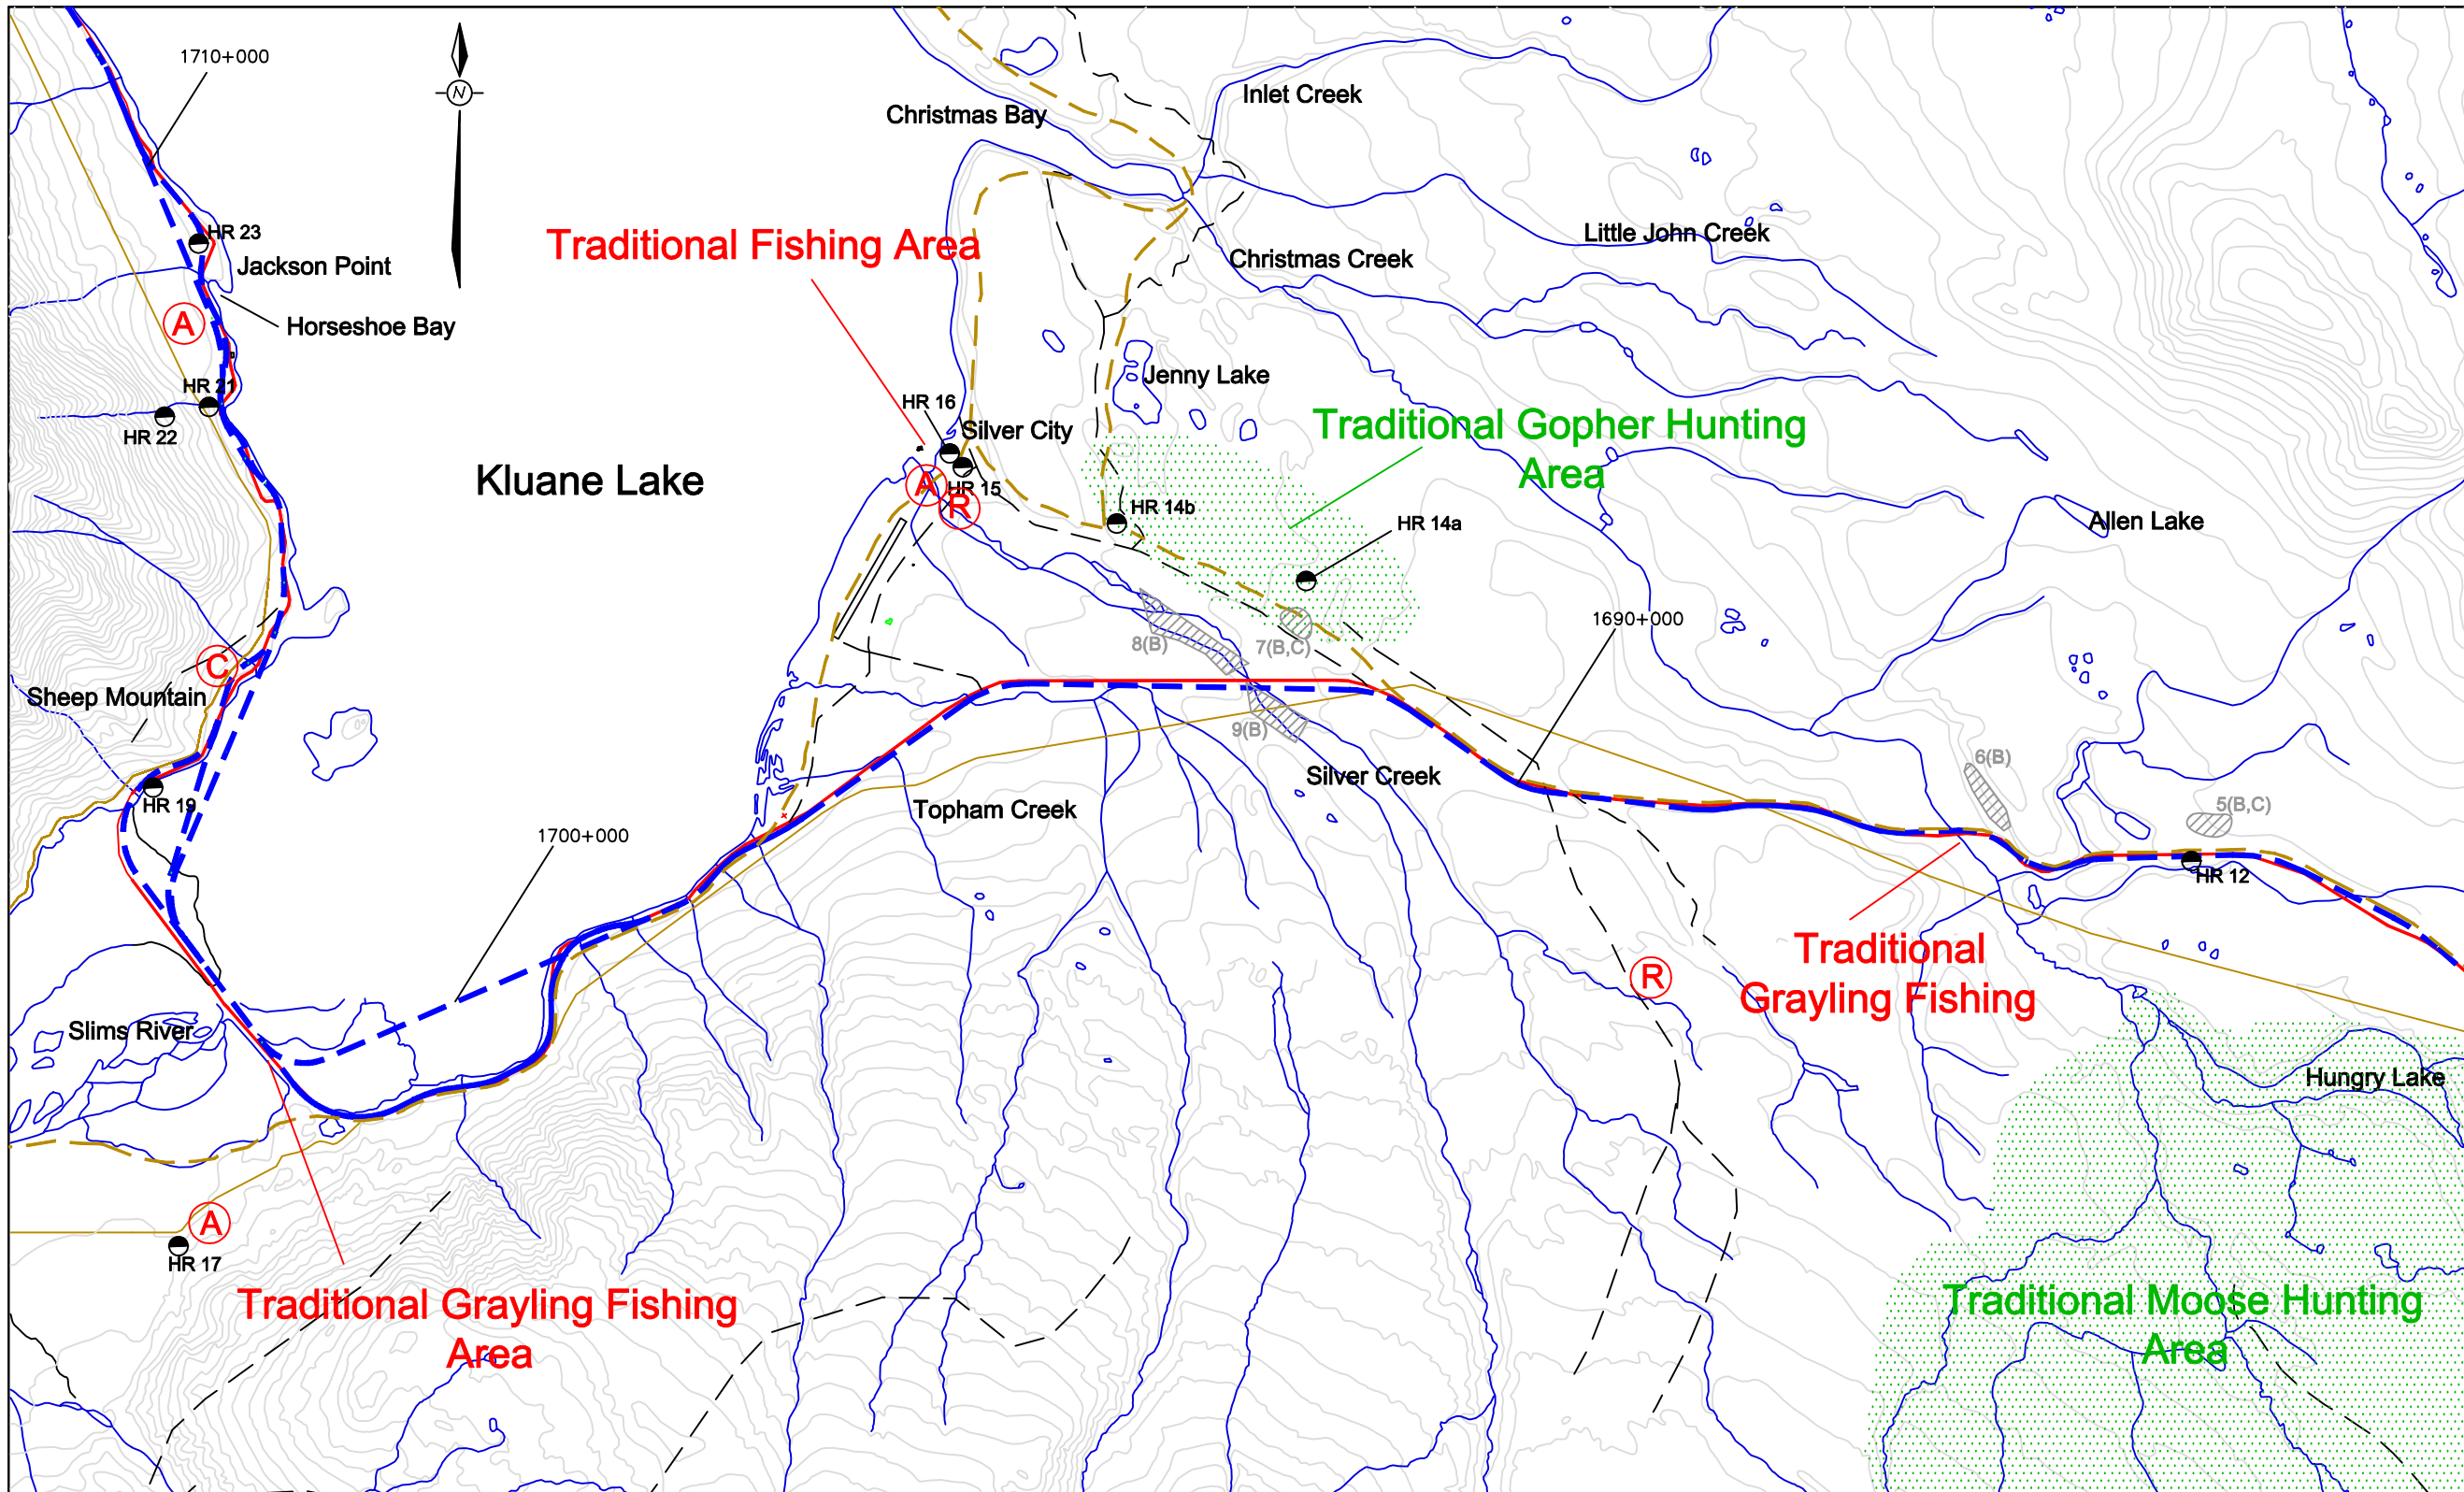 1710+000
N
Inlet Creek
Christmas Bay
HR 23
Little John Creek
Traditional Fishing Area
Christmas Creek
Jackson Point
A
Horseshoe Bay
Jenny Lake
HR 21
HR 16
Traditional Gopher Hunting
Area
HR 22
Silver City
Kluane Lake
A
HR 15
R
HR 14b
HR 14a
Allen Lake
1690+000
8(B)
7(B,C)
C
Sheep Mountain
9(B)
6(B)
Silver Creek
HR 19
Topham Creek
5(B,C)
1700+000
HR 12
Traditional
Grayling Fishing
R
Slims River
Hungry Lake
A
HR 17
Traditional Grayling Fishing
Area
Traditional Moose Hunting
Area